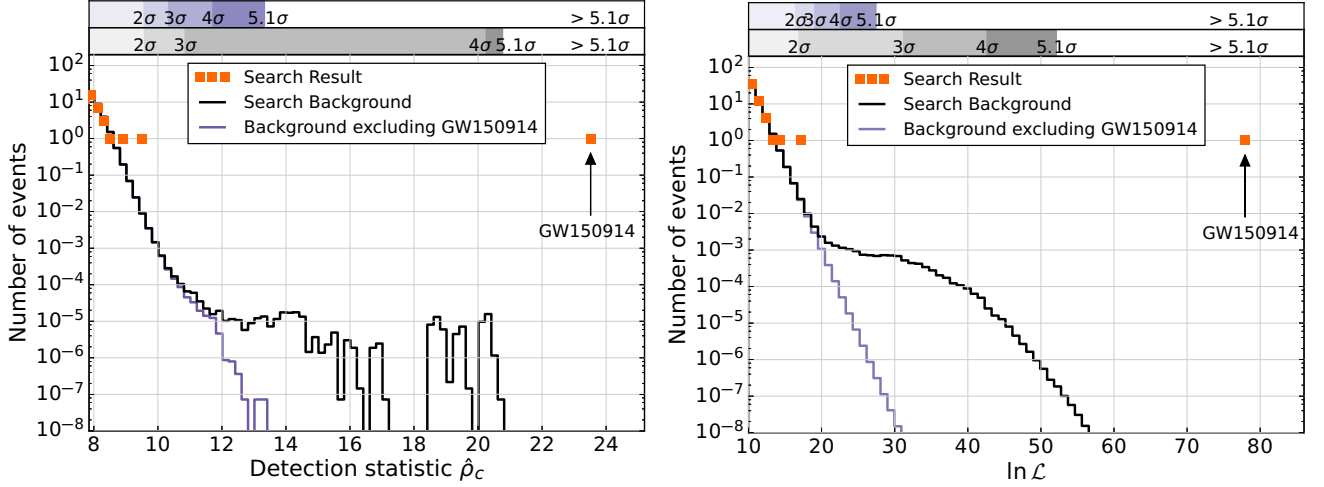 2σ 3σ 4σ 5.1σ > 5.1σ
2σ 3σ 4σ 5.1σ > 5.1σ
Search Result
Search Background
Background excluding GW150914
GW150914
10²
10¹
10⁰
10⁻¹
10⁻²
10⁻³
10⁻⁴
10⁻⁵
10⁻⁶
10⁻⁷
10⁻⁸
Number of events
8 10 12 14 16 18 20 22 24
Detection statistic ρ̂c
2σ 3σ 4σ 5.1σ > 5.1σ
2σ 3σ 4σ 5.1σ > 5.1σ
Search Result
Search Background
Background excluding GW150914
GW150914
10²
10¹
10⁰
10⁻¹
10⁻²
10⁻³
10⁻⁴
10⁻⁵
10⁻⁶
10⁻⁷
10⁻⁸
Number of events
10 20 30 40 50 60 70 80
ln ℒ